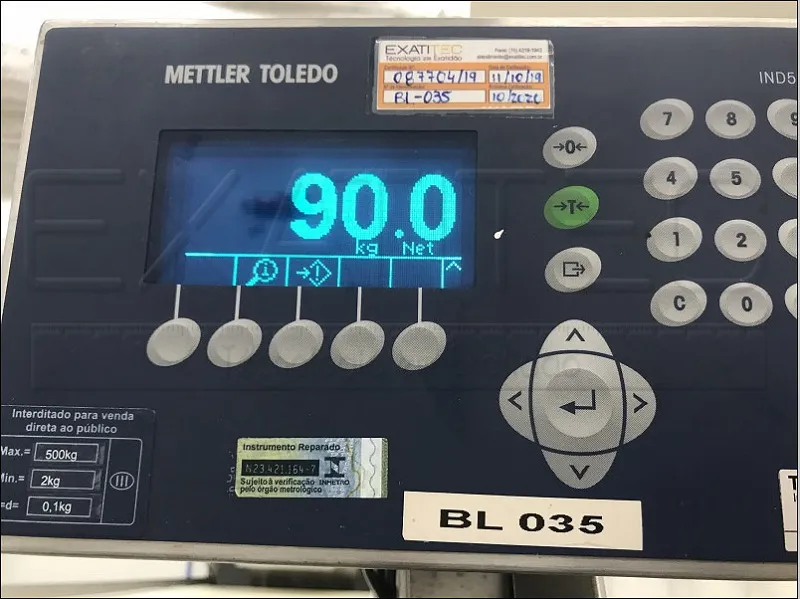 EXATITEC
Tecnologia em Exatidão
087704/19 11/10/19
BL-035 10/2020
METTLER TOLEDO
IND5
90.0
kg Net
→0←
→T←
7 8 9
4 5
1 2
C 0
Interditado para venda
direta ao público
Max.= 500kg
Min.= 2kg
=d= 0,1kg
III
Instrumento Reparado
N23.421.164-7
INMETRO
Sujeito à verificação
pelo órgão metrológico
BL 035